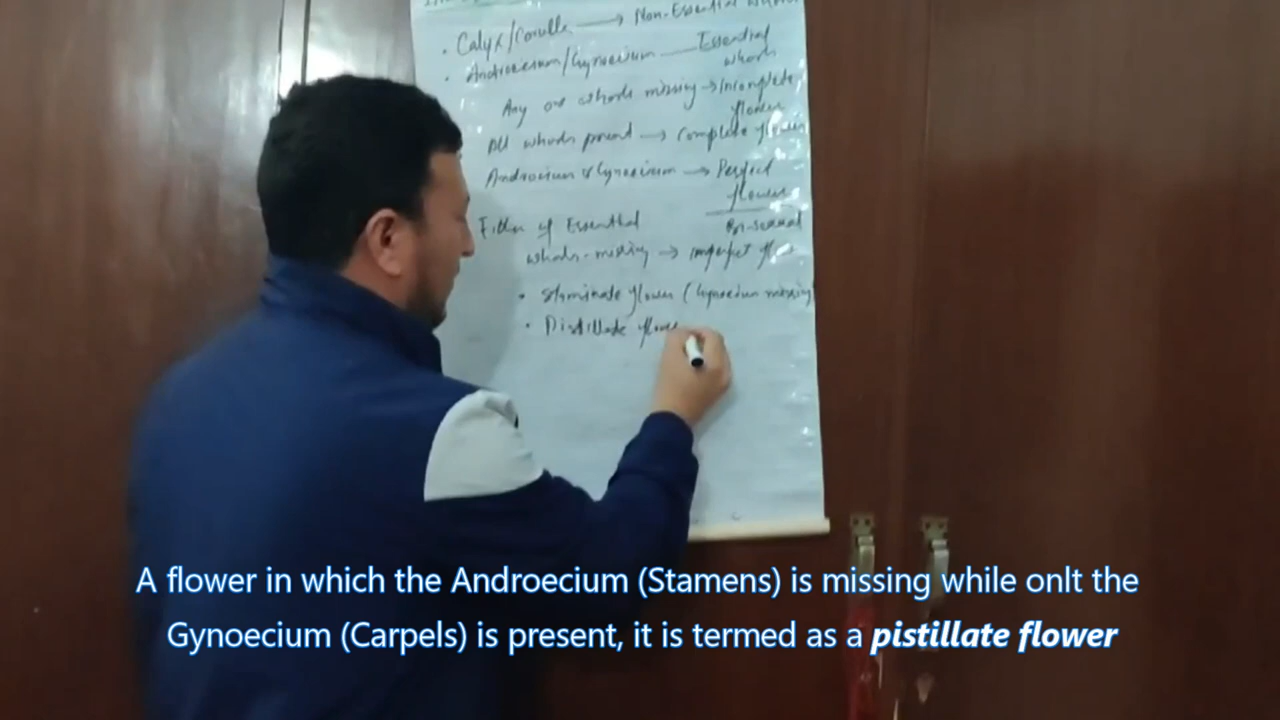 • Calyx/Corolla → Non-Essential
• Androecium/Gynoecium — Essential
whorls
Any one whorls missing → Incomplete
flower
All whorls present → Complete flower
Androecium & Gynoecium → Perfect
flower
Bi-sexual
Either of Essential
whorls missing → imperfect
• Staminate flower (Gynoecium missing
• Pistillate flower
A flower in which the Androecium (Stamens) is missing while onlt the
Gynoecium (Carpels) is present, it is termed as a pistillate flower